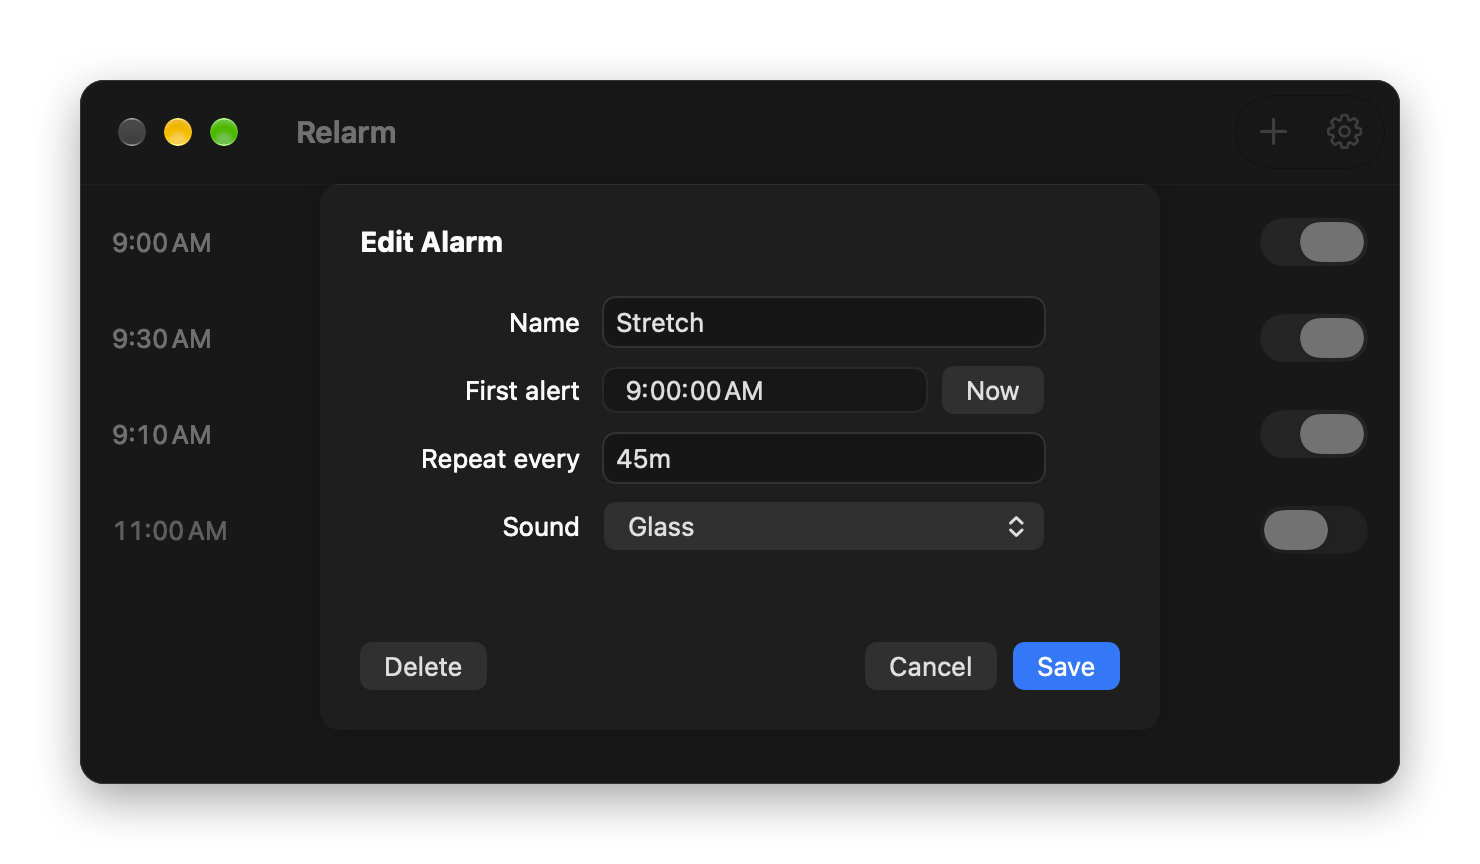 Relarm
9:00 AM
9:30 AM
9:10 AM
11:00 AM
Edit Alarm
Name Stretch
First alert 9:00:00 AM Now
Repeat every 45m
Sound Glass
Delete Cancel Save